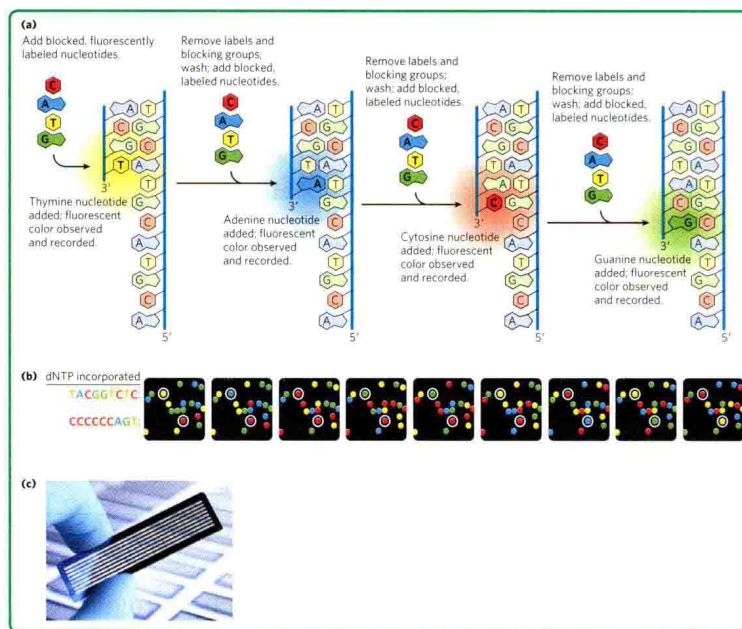 (a)
Add blocked, fluorescently
labeled nucleotides.
C
A
T
G
A T
C G
G C
T A
T
G
C
A
T
G
C
A
3′
5′
Thymine nucleotide
added; fluorescent
color observed
and recorded.
Remove labels and
blocking groups;
wash; add blocked,
labeled nucleotides.
C
A
T
G
A T
C G
G C
T A
A T
G
C
A
T
G
C
A
3′
5′
Adenine nucleotide
added; fluorescent
color observed
and recorded.
Remove labels and
blocking groups;
wash; add blocked,
labeled nucleotides.
C
A
T
G
A T
C G
G C
T A
A T
C G
C
A
T
G
C
A
3′
5′
Cytosine nucleotide
added; fluorescent
color observed
and recorded.
Remove labels and
blocking groups;
wash; add blocked,
labeled nucleotides.
C
A
T
G
A T
C G
G C
T A
A T
C G
G C
A
T
G
C
A
3′
5′
Guanine nucleotide
added; fluorescent
color observed
and recorded.
(b) dNTP incorporated
TACGGTCTC:
CCCCCCAGT:
(c)